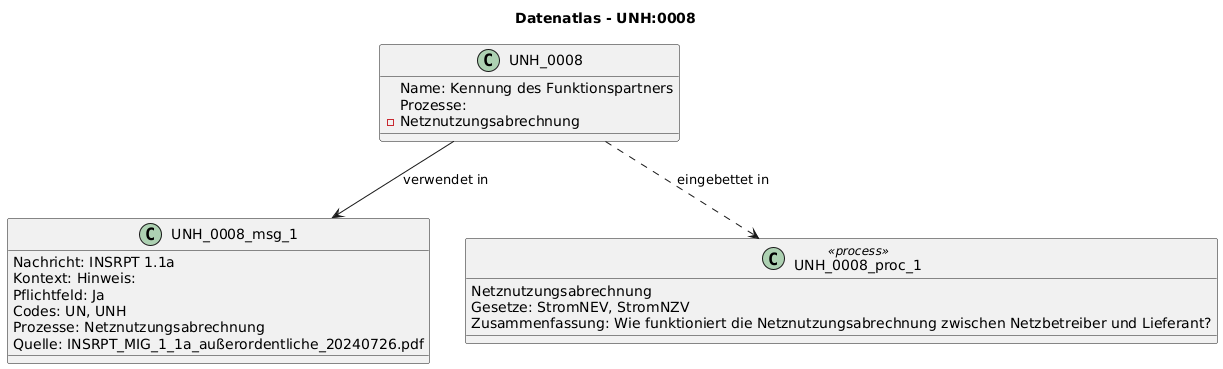 Datenatlas - UNH:0008
C UNH_0008
Name: Kennung des Funktionspartners
Prozesse:
Netznutzungsabrechnung
verwendet in
eingebettet in
C UNH_0008_msg_1
Nachricht: INSRPT 1.1a
Kontext: Hinweis:
Pflichtfeld: Ja
Codes: UN, UNH
Prozesse: Netznutzungsabrechnung
Quelle: INSRPT_MIG_1_1a_außerordentliche_20240726.pdf
«process»
C UNH_0008_proc_1
Netznutzungsabrechnung
Gesetze: StromNEV, StromNZV
Zusammenfassung: Wie funktioniert die Netznutzungsabrechnung zwischen Netzbetreiber und Lieferant?